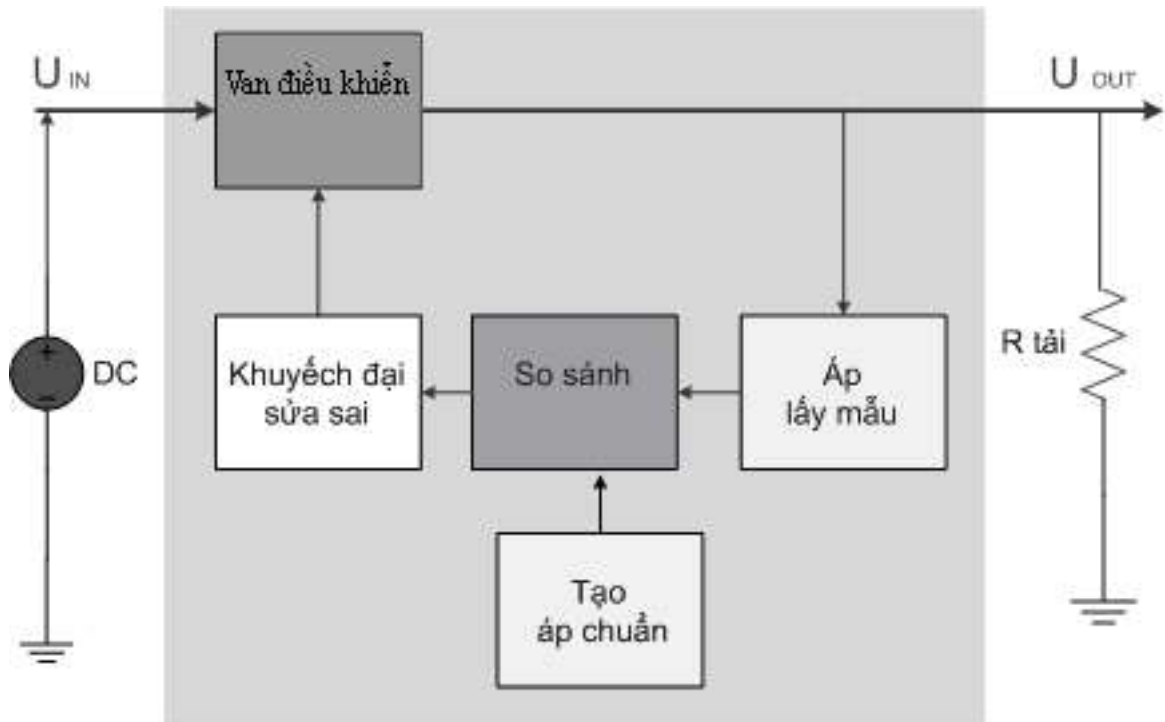 U IN
Van điều khiển
U OUT
+
DC
Khuyếch đại
sửa sai
So sánh
Áp
lấy mẫu
R tải
Tạo
áp chuẩn